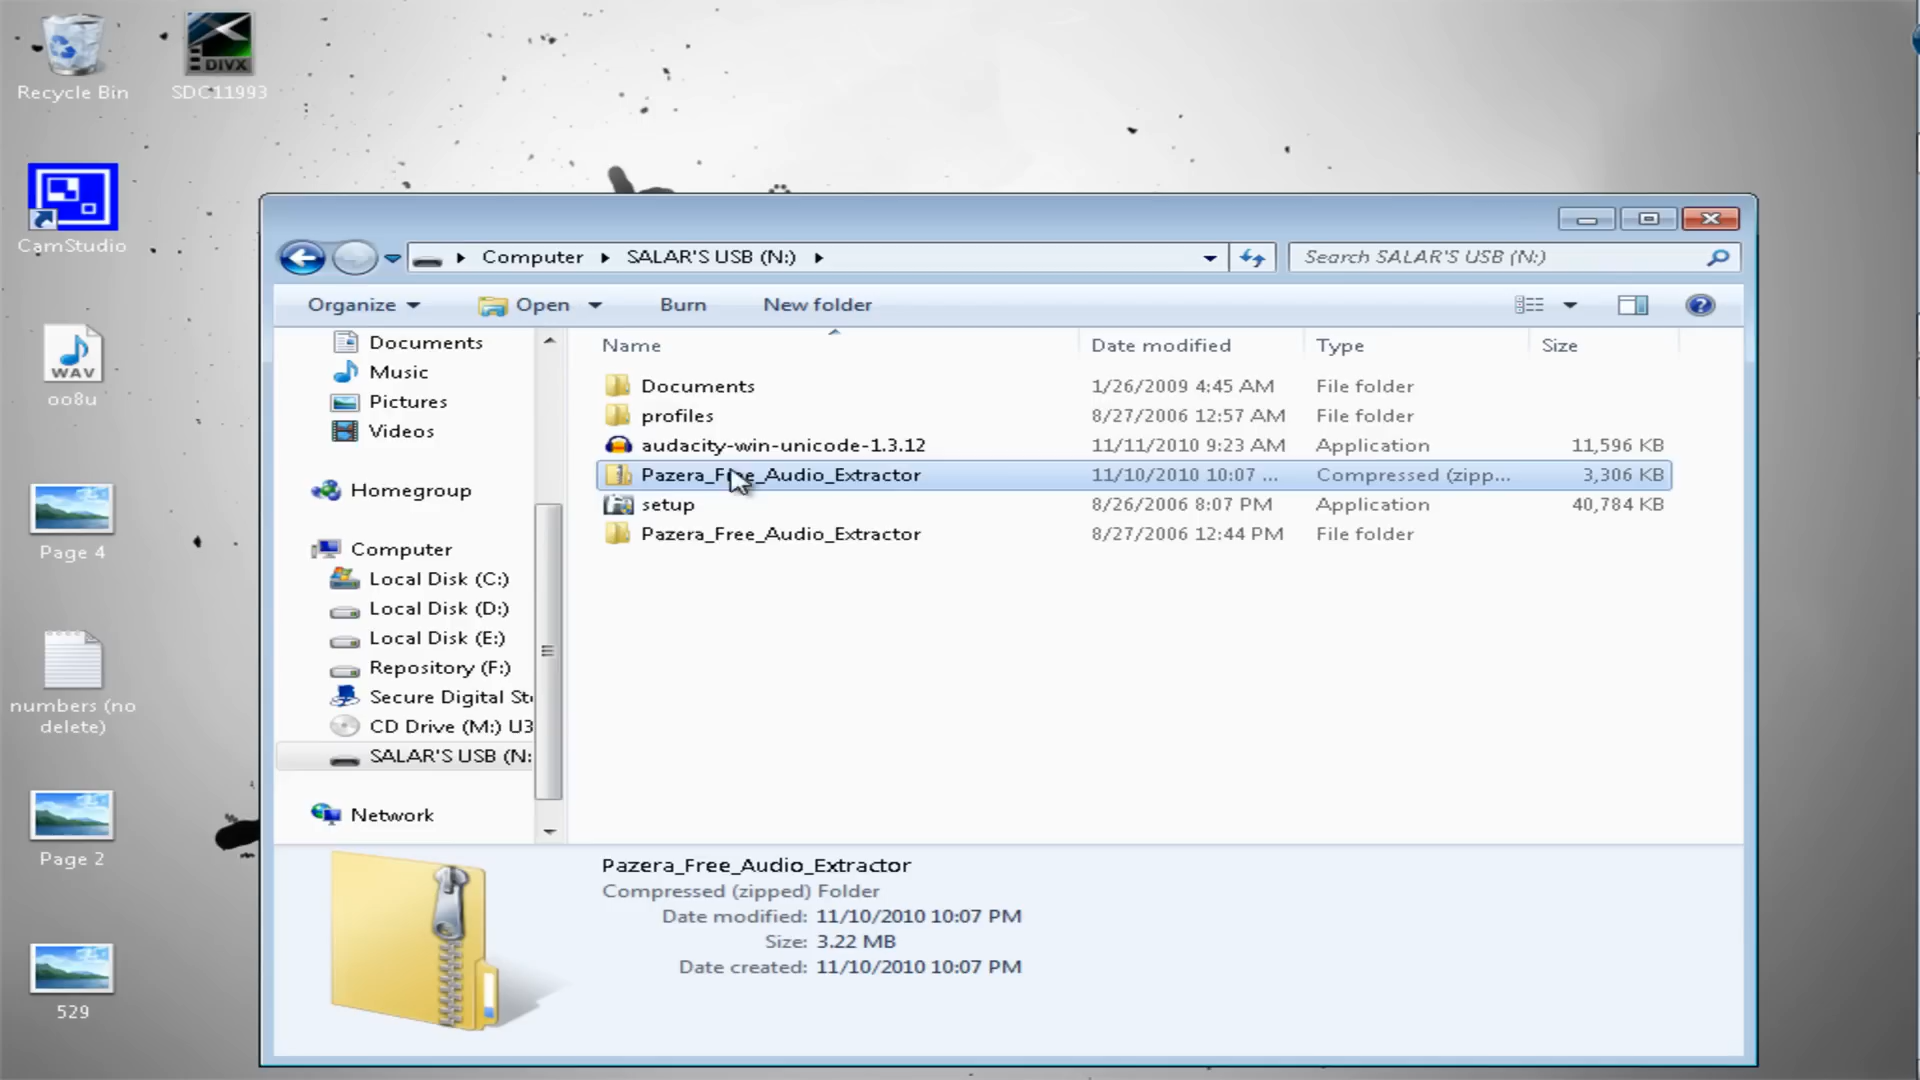 Recycle Bin
DIVX
SDC11993
CamStudio
WAV
oo8u
Page 4
numbers (no
delete)
Page 2
529
Computer SALAR'S USB (N:)
Search SALAR'S USB (N:)
Organize Open Burn New folder
Documents
Music
Pictures
Videos
Homegroup
Computer
Local Disk (C:)
Local Disk (D:)
Local Disk (E:)
Repository (F:)
Secure Digital Sto
CD Drive (M:) U3
SALAR'S USB (N:
Network
Name Date modified Type Size
Documents 1/26/2009 4:45 AM File folder
profiles 8/27/2006 12:57 AM File folder
audacity-win-unicode-1.3.12 11/11/2010 9:23 AM Application 11,596 KB
Pazera_Free_Audio_Extractor 11/10/2010 10:07 ... Compressed (zipp... 3,306 KB
setup 8/26/2006 8:07 PM Application 40,784 KB
Pazera_Free_Audio_Extractor 8/27/2006 12:44 PM File folder
Pazera_Free_Audio_Extractor
Compressed (zipped) Folder
Date modified: 11/10/2010 10:07 PM
Size: 3.22 MB
Date created: 11/10/2010 10:07 PM